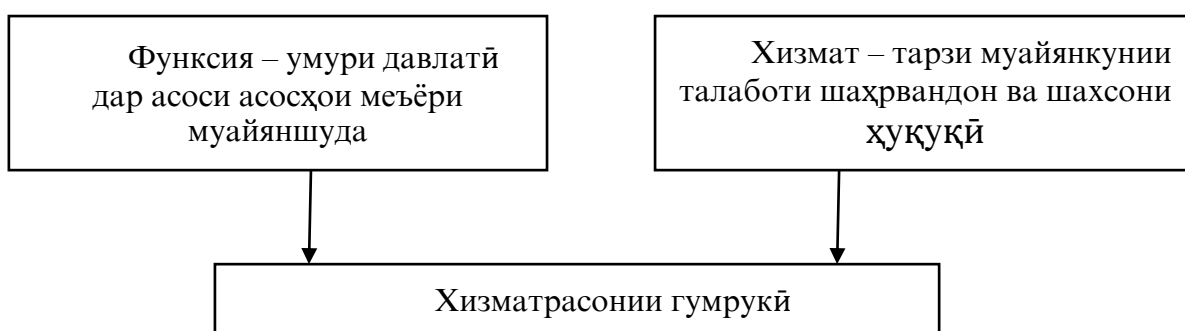 Функсия – умури давлатӣ
дар асоси асосҳои меъёри
муайяншуда
Хизмат – тарзи муайянкунии
талаботи шаҳрвандон ва шахсони
ҳуқуқӣ
Хизматрасонии гумрукӣ